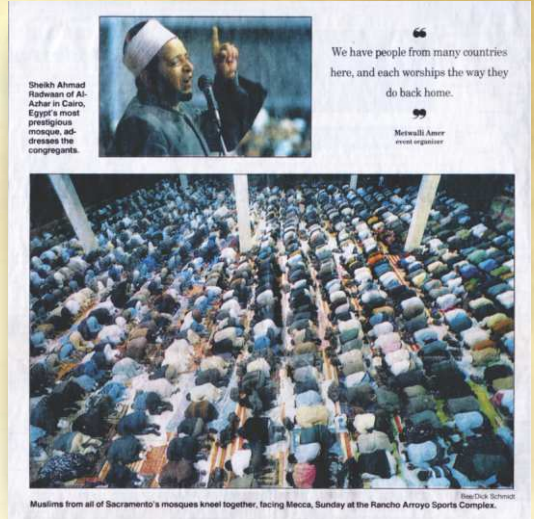 Sheikh Ahmad
Radwaan of Al-
Azhar in Cairo,
Egypt's most
prestigious
mosque, ad-
dresses the
congregants.
“
We have people from many countries
here, and each worships the way they
do back home.
”
Metwalli Amer
event organizer
Bee/Dick Schmidt
Muslims from all of Sacramento's mosques kneel together, facing Mecca, Sunday at the Rancho Arroyo Sports Complex.